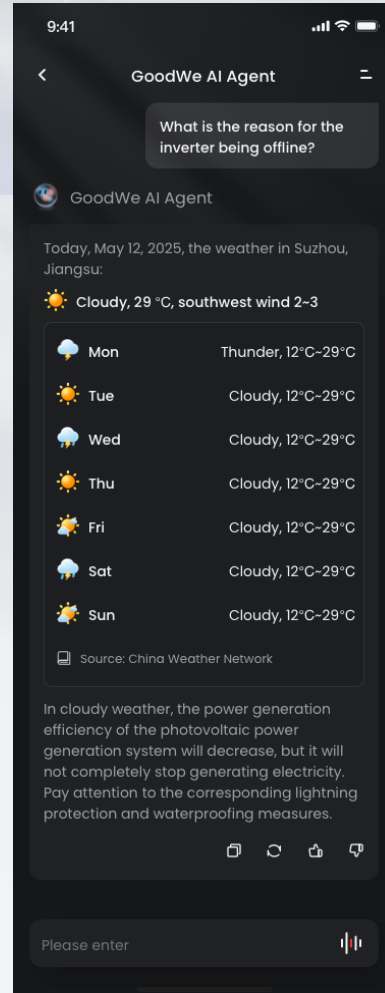 9:41
GoodWe AI Agent
What is the reason for the
inverter being offline?
GoodWe AI Agent
Today, May 12, 2025, the weather in Suzhou,
Jiangsu:
Cloudy, 29 °C, southwest wind 2~3
Mon Thunder, 12°C~29°C
Tue Cloudy, 12°C~29°C
Wed Cloudy, 12°C~29°C
Thu Cloudy, 12°C~29°C
Fri Cloudy, 12°C~29°C
Sat Cloudy, 12°C~29°C
Sun Cloudy, 12°C~29°C
Source: China Weather Network
In cloudy weather, the power generation
efficiency of the photovoltaic power
generation system will decrease, but it will
not completely stop generating electricity.
Pay attention to the corresponding lightning
protection and waterproofing measures.
Please enter